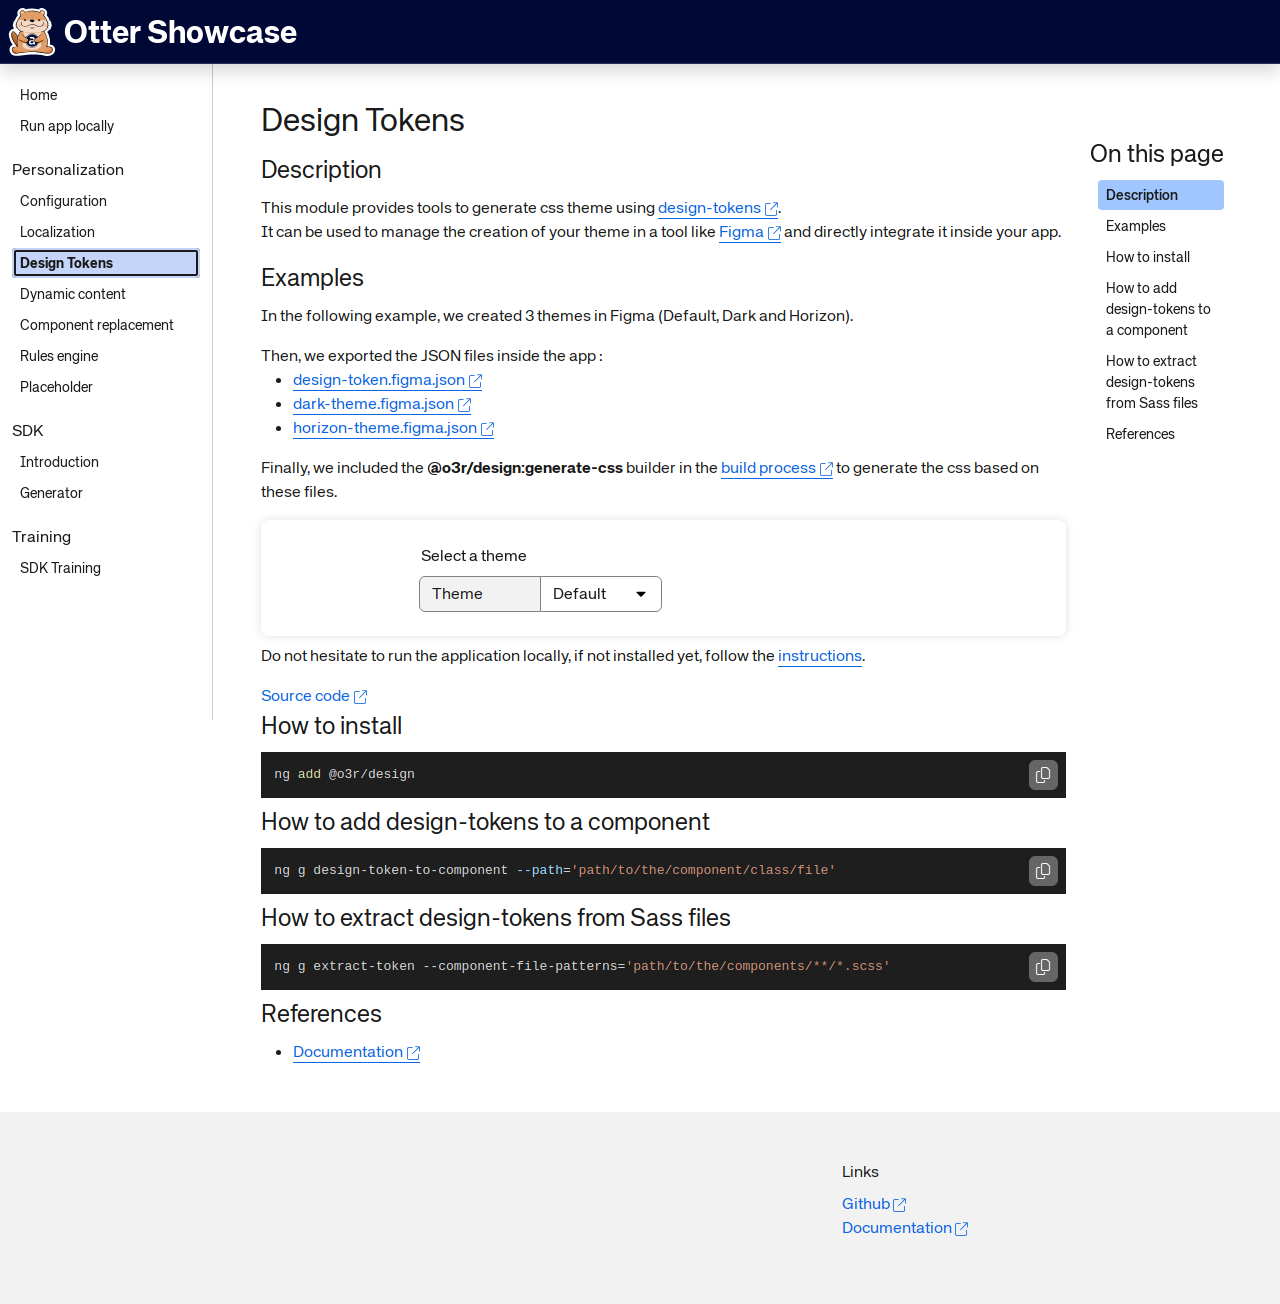 Otter Showcase
Home
Run app locally
Personalization
Configuration
Localization
Design Tokens
Dynamic content
Component replacement
Rules engine
Placeholder
SDK
Introduction
Generator
Training
SDK Training
Design Tokens
Description
This module provides tools to generate css theme using design-tokens.
It can be used to manage the creation of your theme in a tool like Figma and directly integrate it inside your app.
Examples
In the following example, we created 3 themes in Figma (Default, Dark and Horizon).
Then, we exported the JSON files inside the app :
design-token.figma.json
dark-theme.figma.json
horizon-theme.figma.json
Finally, we included the @o3r/design:generate-css builder in the build process to generate the css based on
these files.
Select a theme
Theme Default
Do not hesitate to run the application locally, if not installed yet, follow the instructions.
Source code
How to install
ng add @o3r/design
How to add design-tokens to a component
ng g design-token-to-component --path='path/to/the/component/class/file'
How to extract design-tokens from Sass files
ng g extract-token --component-file-patterns='path/to/the/components/**/*.scss'
References
Documentation
On this page
Description
Examples
How to install
How to add
design-tokens to
a component
How to extract
design-tokens
from Sass files
References
Links
Github
Documentation